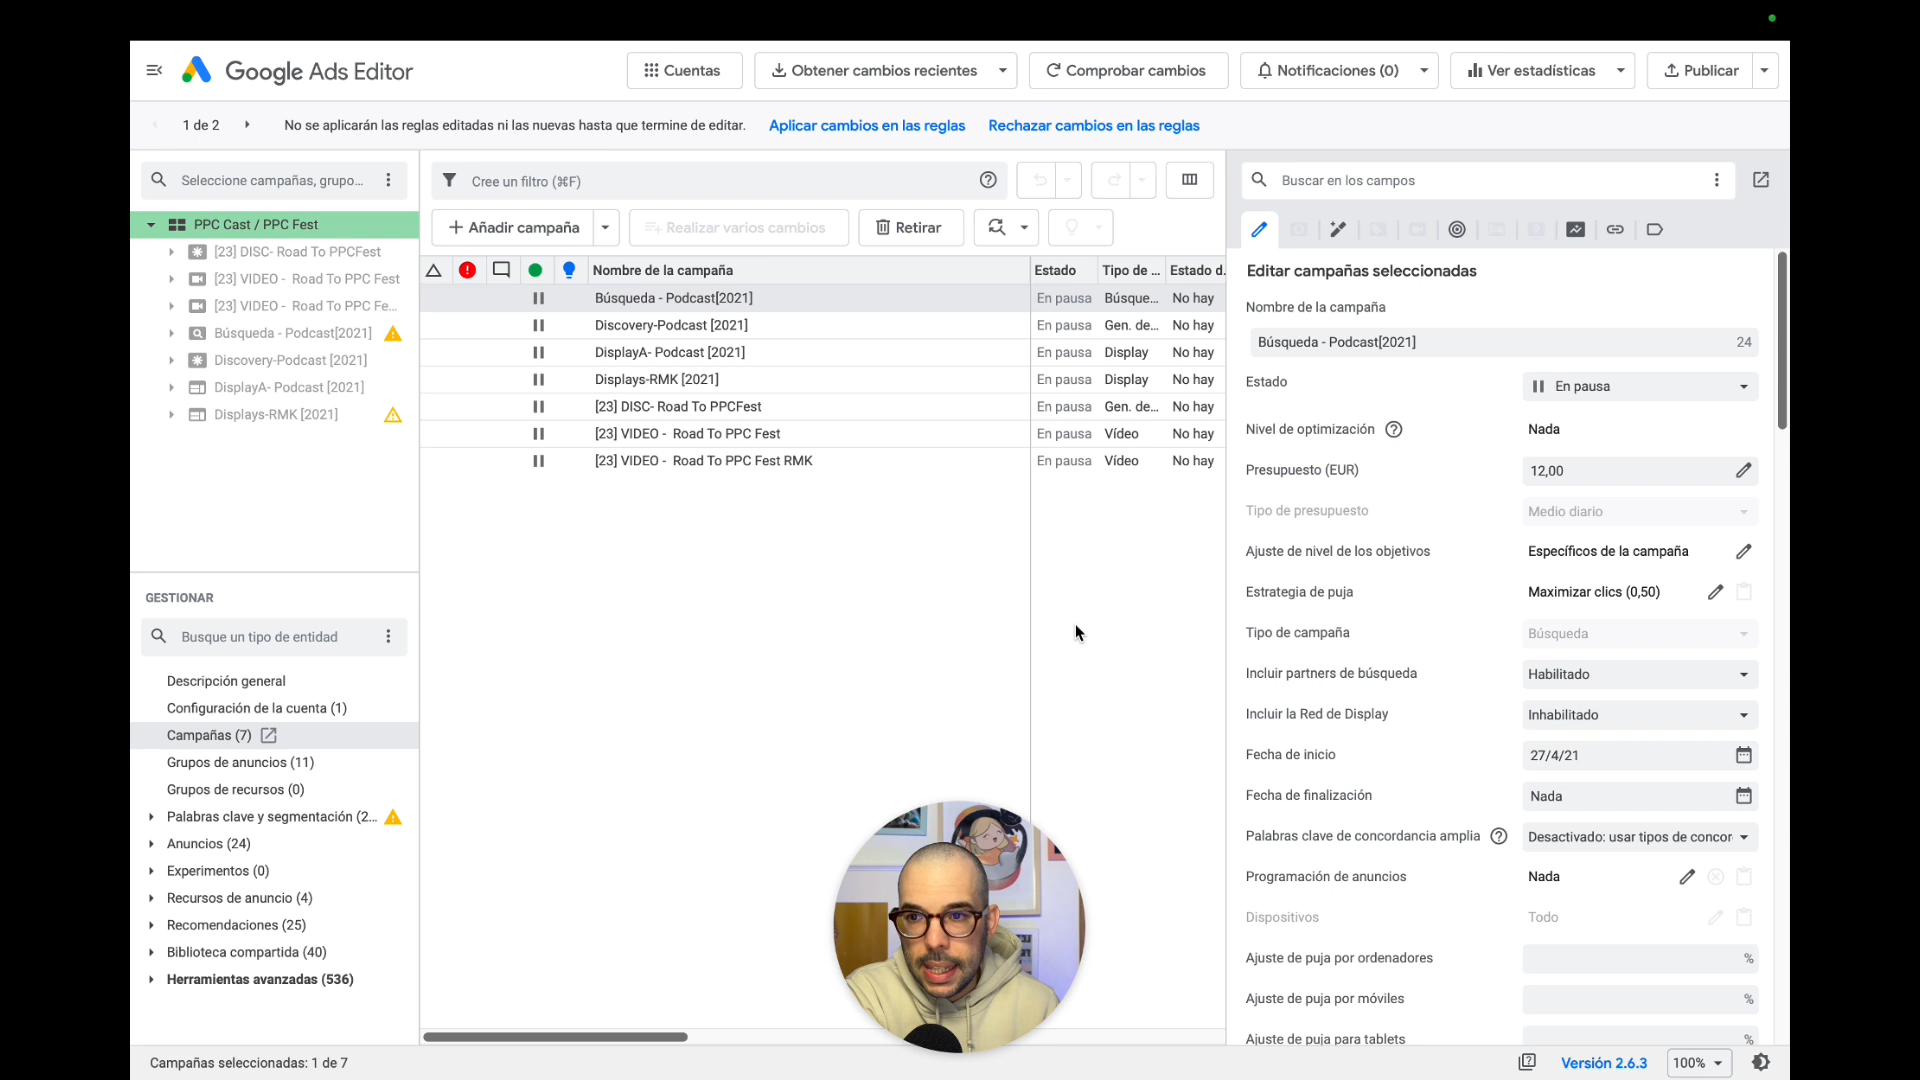 Google Ads Editor
Cuentas
Obtener cambios recientes
Comprobar cambios
Notificaciones (0)
Ver estadísticas
Publicar
1 de 2
No se aplicarán las reglas editadas ni las nuevas hasta que termine de editar.
Aplicar cambios en las reglas
Rechazar cambios en las reglas
Seleccione campañas, grupo...
PPC Cast / PPC Fest
[23] DISC- Road To PPCFest
[23] VIDEO - Road To PPC Fest
[23] VIDEO - Road To PPC Fe...
Búsqueda - Podcast[2021]
Discovery-Podcast [2021]
DisplayA- Podcast [2021]
Displays-RMK [2021]
GESTIONAR
Busque un tipo de entidad
Descripción general
Configuración de la cuenta (1)
Campañas (7)
Grupos de anuncios (11)
Grupos de recursos (0)
Palabras clave y segmentación (2...
Anuncios (24)
Experimentos (0)
Recursos de anuncio (4)
Recomendaciones (25)
Biblioteca compartida (40)
Herramientas avanzadas (536)
Cree un filtro (⌘F)
Añadir campaña
Realizar varios cambios
Retirar
Nombre de la campaña Estado Tipo de ... Estado d.
Búsqueda - Podcast[2021] En pausa Búsque... No hay
Discovery-Podcast [2021] En pausa Gen. de... No hay
DisplayA- Podcast [2021] En pausa Display No hay
Displays-RMK [2021] En pausa Display No hay
[23] DISC- Road To PPCFest En pausa Gen. de... No hay
[23] VIDEO - Road To PPC Fest En pausa Vídeo No hay
[23] VIDEO - Road To PPC Fest RMK En pausa Vídeo No hay
Buscar en los campos
Editar campañas seleccionadas
Nombre de la campaña
Búsqueda - Podcast[2021] 24
Estado En pausa
Nivel de optimización Nada
Presupuesto (EUR) 12,00
Tipo de presupuesto Medio diario
Ajuste de nivel de los objetivos Específicos de la campaña
Estrategia de puja Maximizar clics (0,50)
Tipo de campaña Búsqueda
Incluir partners de búsqueda Habilitado
Incluir la Red de Display Inhabilitado
Fecha de inicio 27/4/21
Fecha de finalización Nada
Palabras clave de concordancia amplia Desactivado: usar tipos de concor
Programación de anuncios Nada
Dispositivos Todo
Ajuste de puja por ordenadores %
Ajuste de puja por móviles %
Ajuste de puja para tablets %
Campañas seleccionadas: 1 de 7
Versión 2.6.3
100%